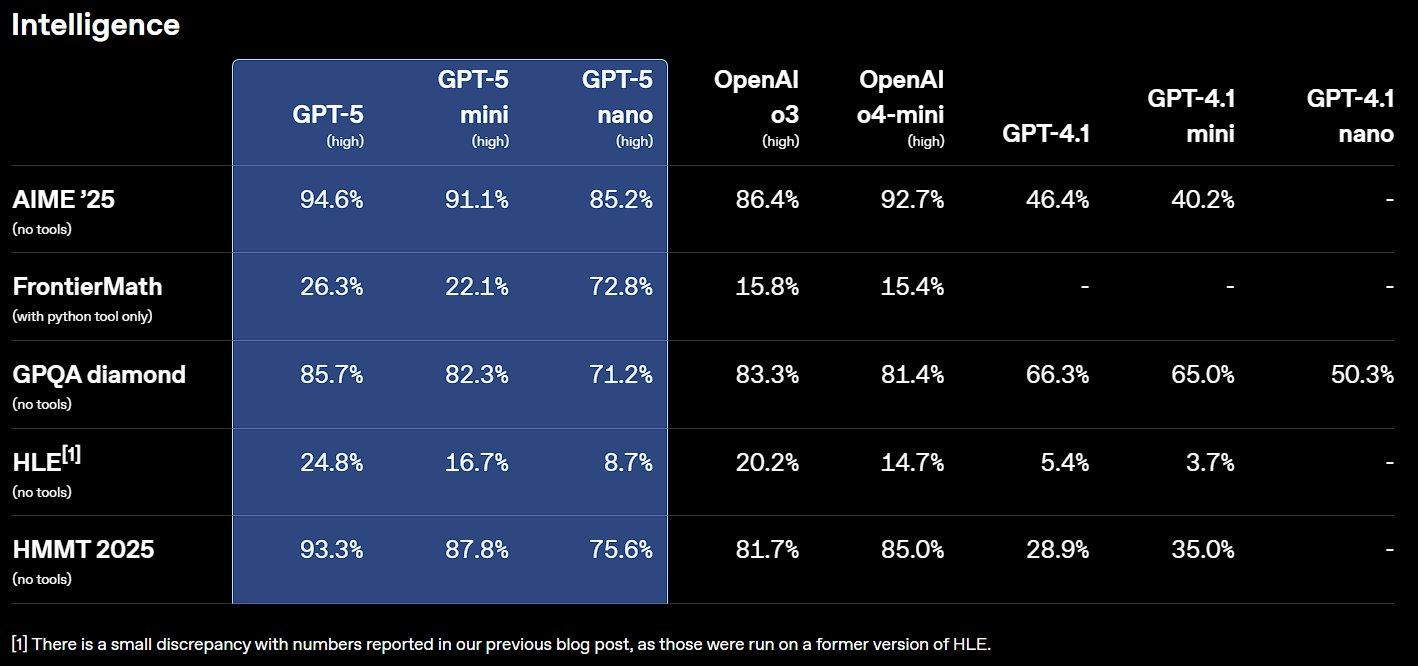 Intelligence
GPT-5 (high) GPT-5 mini (high) GPT-5 nano (high) OpenAI o3 (high) OpenAI o4-mini (high) GPT-4.1 GPT-4.1 mini GPT-4.1 nano
AIME ’25 94.6% 91.1% 85.2% 86.4% 92.7% 46.4% 40.2% -
(no tools)
FrontierMath 26.3% 22.1% 72.8% 15.8% 15.4% - - -
(with python tool only)
GPQA diamond 85.7% 82.3% 71.2% 83.3% 81.4% 66.3% 65.0% 50.3%
(no tools)
HLE[1] 24.8% 16.7% 8.7% 20.2% 14.7% 5.4% 3.7% -
(no tools)
HMMT 2025 93.3% 87.8% 75.6% 81.7% 85.0% 28.9% 35.0% -
(no tools)
[1] There is a small discrepancy with numbers reported in our previous blog post, as those were run on a former version of HLE.